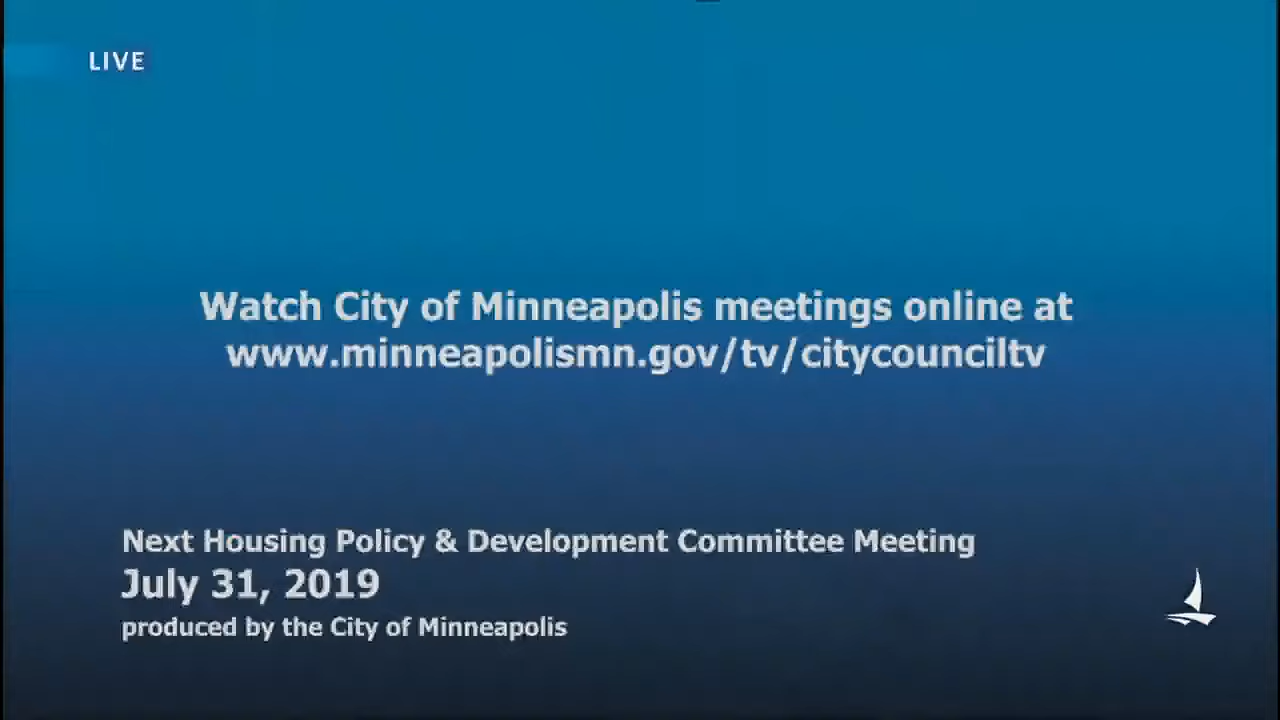 LIVE
Watch City of Minneapolis meetings online at
www.minneapolismn.gov/tv/citycounciltv
Next Housing Policy & Development Committee Meeting
July 31, 2019
produced by the City of Minneapolis